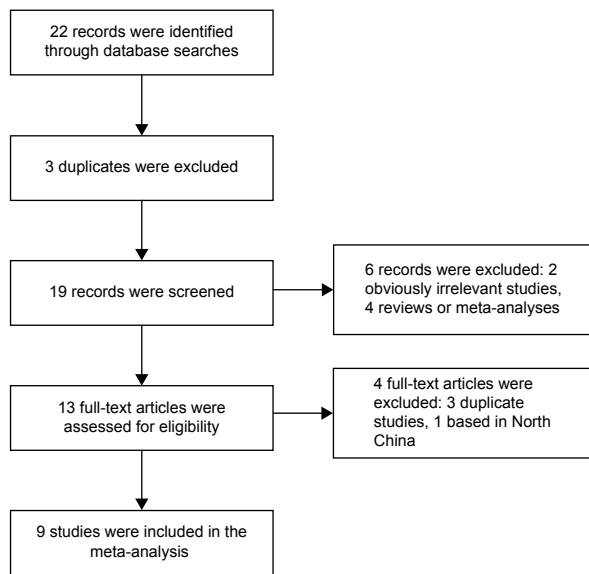 22 records were identified
through database searches
3 duplicates were excluded
19 records were screened
6 records were excluded: 2
obviously irrelevant studies,
4 reviews or meta-analyses
13 full-text articles were
assessed for eligibility
4 full-text articles were
excluded: 3 duplicate
studies, 1 based in North
China
9 studies were included in the
meta-analysis